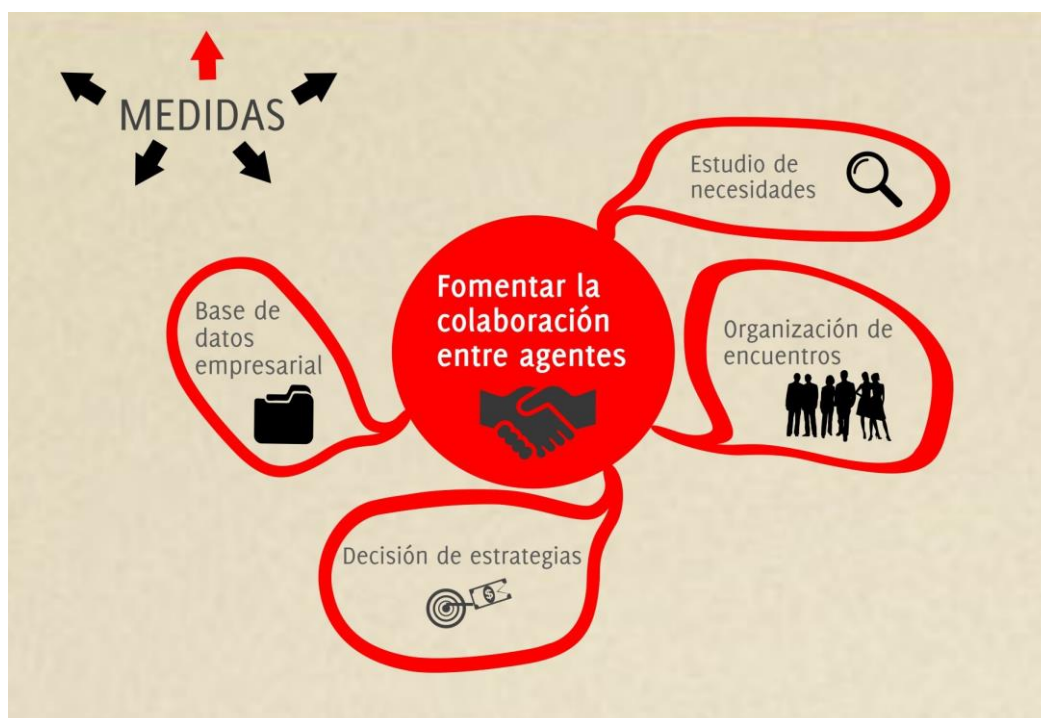 MEDIDAS
Estudio de
necesidades
Fomentar la
colaboración
entre agentes
Organización de
encuentros
Base de
datos
empresarial
Decisión de estrategias
$